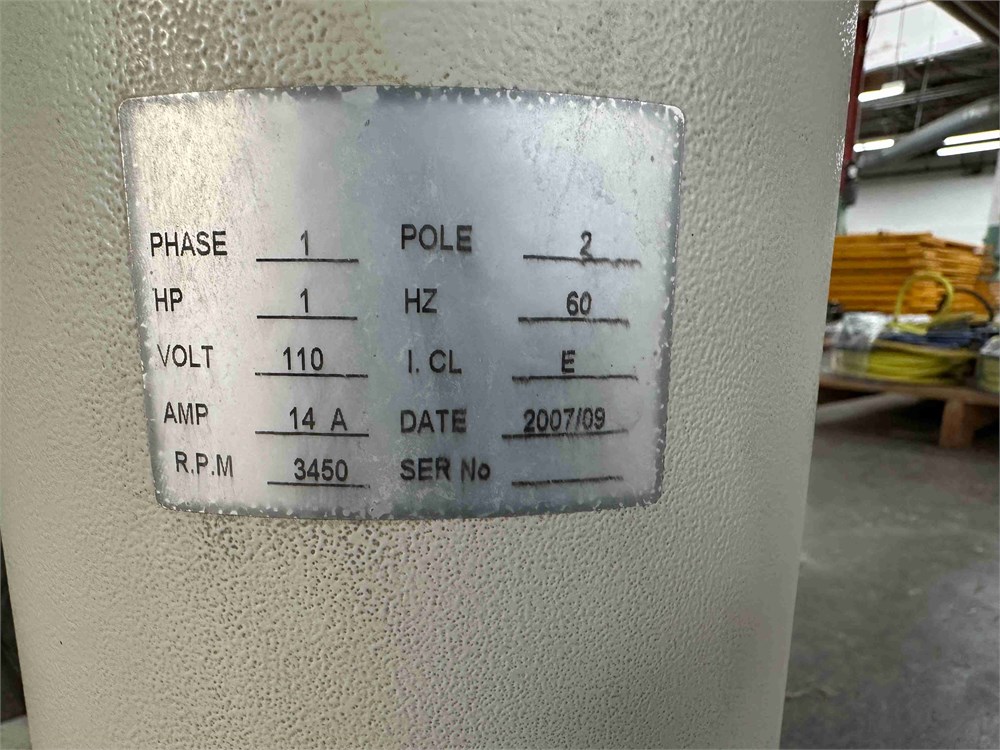 PHASE 1 POLE 2
HP 1 HZ 60
VOLT 110 I. CL E
AMP 14 A DATE 2007/09
R.P.M 3450 SER No